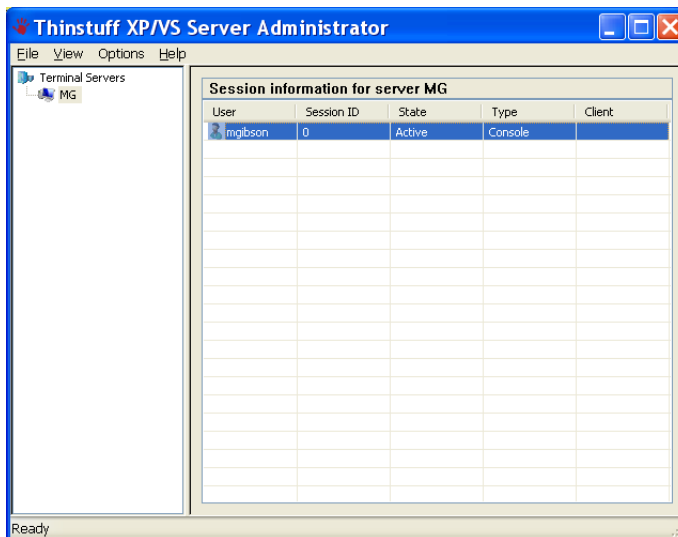 Thinstuff XP/VS Server Administrator
File View Options Help
Terminal Servers
MG
Session information for server MG
User Session ID State Type Client
mgibson 0 Active Console
Ready